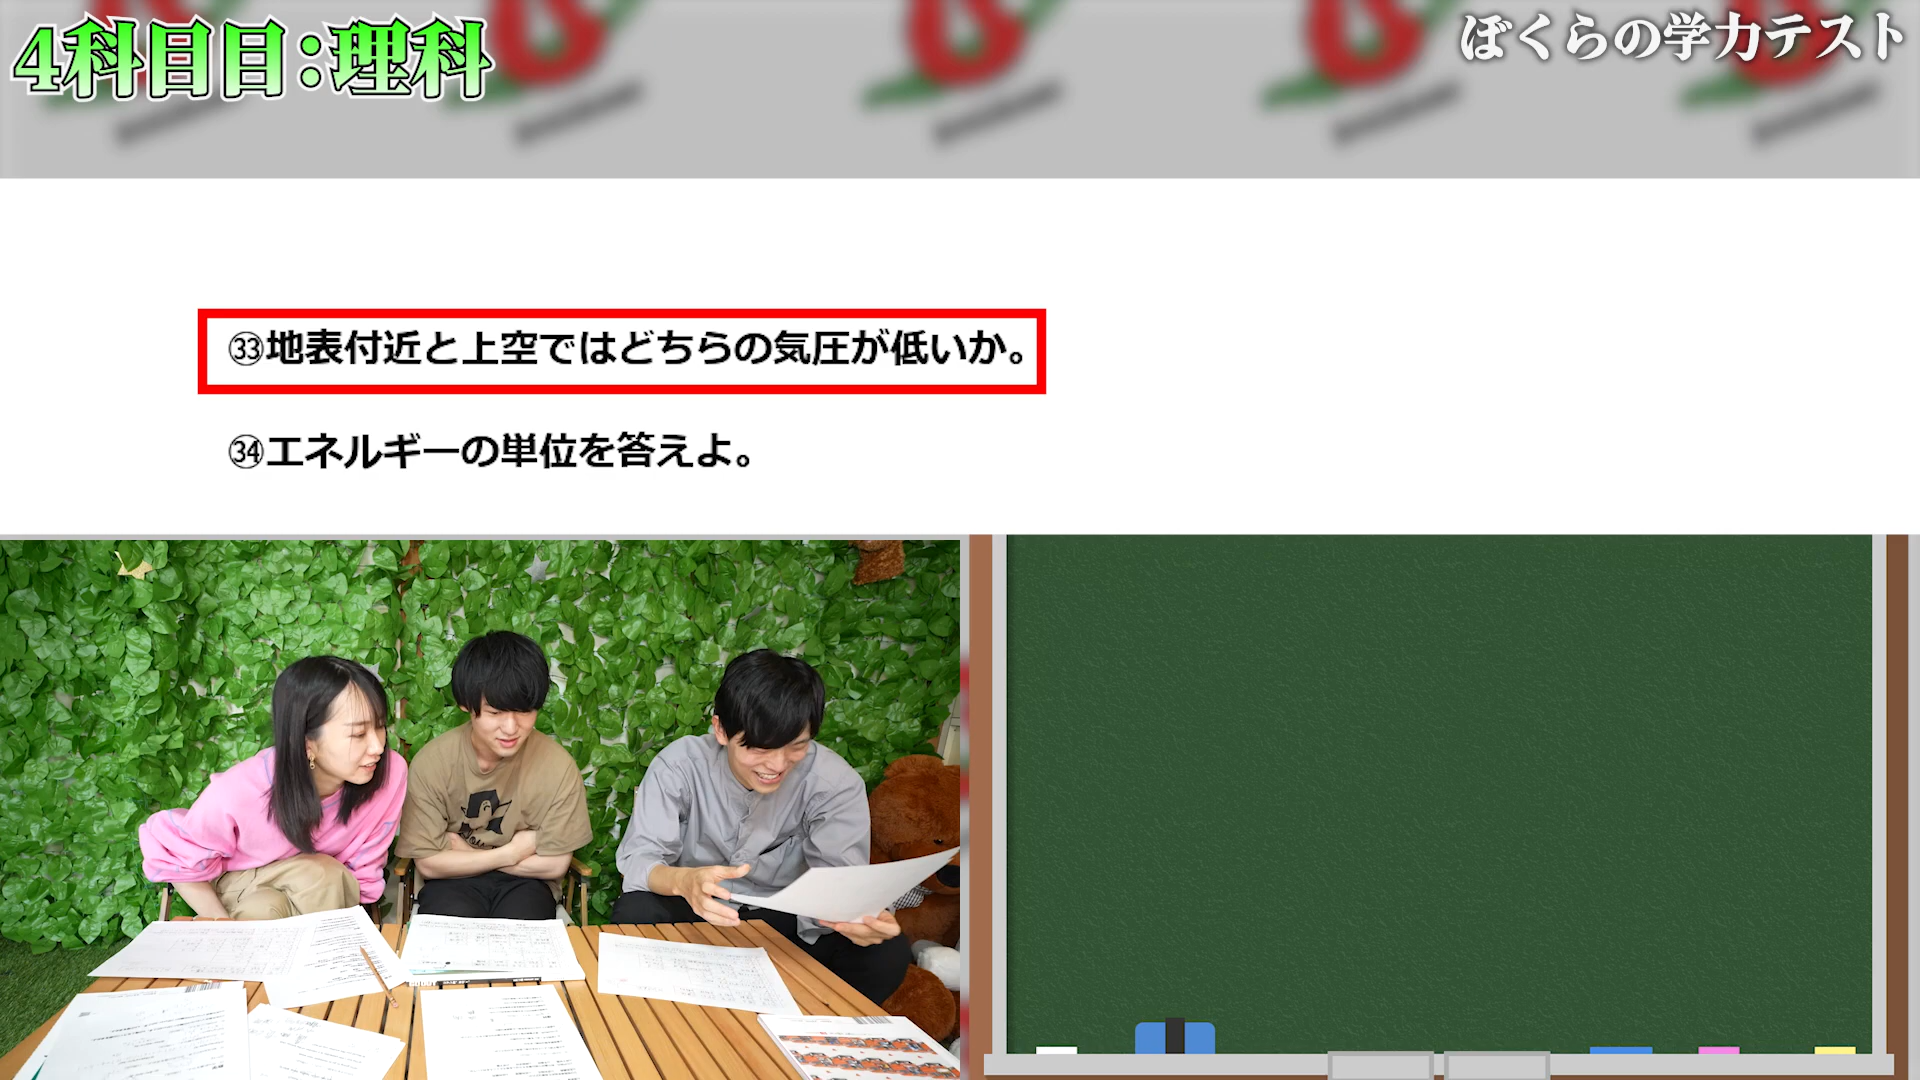 4科目目:理科
ぼくらの学力テスト
㉝地表付近と上空ではどちらの気圧が低いか。
㉞エネルギーの単位を答えよ。